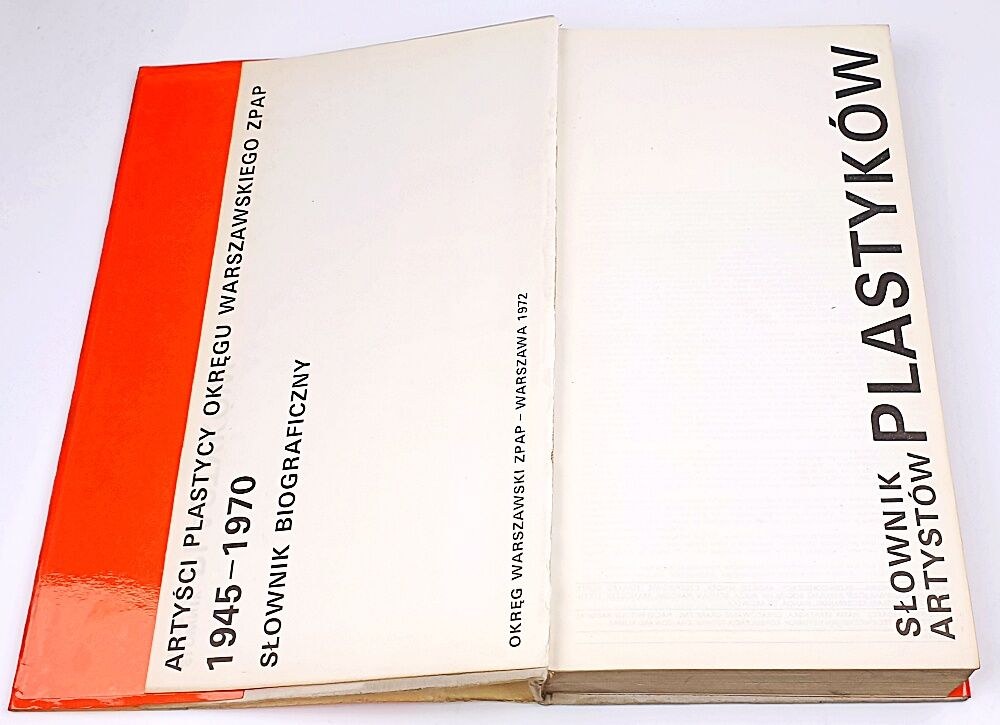 ARTYŚCI PLASTYCY OKRĘGU WARSZAWSKIEGO ZPAP
1945–1970
SŁOWNIK BIOGRAFICZNY
OKRĘG WARSZAWSKI ZPAP – WARSZAWA 1972
SŁOWNIK
ARTYSTÓW
PLASTYKÓW